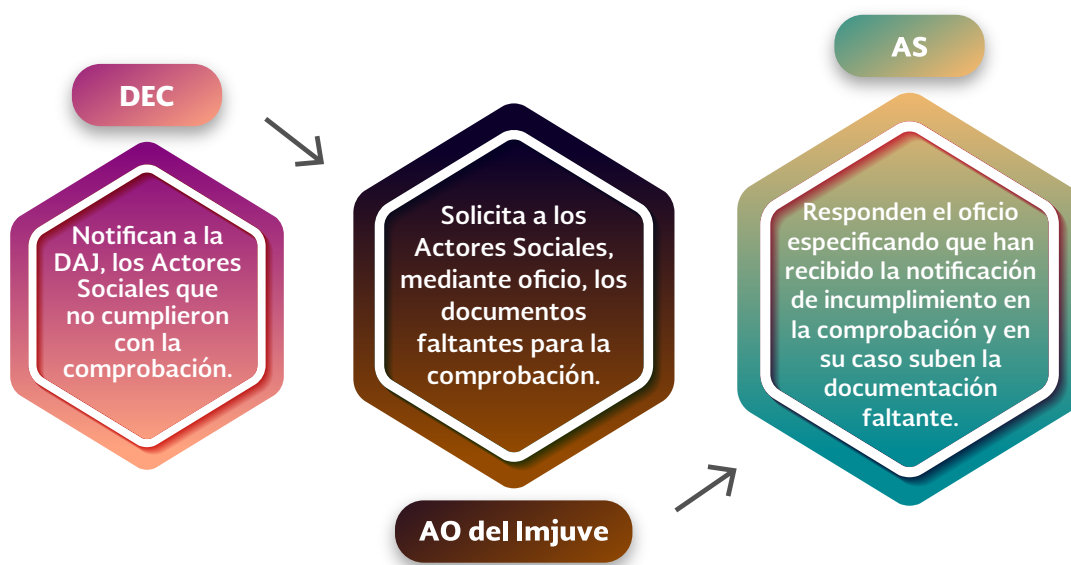 DEC
Notifican a la
DAJ, los Actores
Sociales que
no cumplieron
con la
comprobación.
Solicita a los
Actores Sociales,
mediante oficio, los
documentos
faltantes para la
comprobación.
AO del Imjuve
AS
Responden el oficio
especificando que han
recibido la notificación
de incumplimiento en
la comprobación y en
su caso suben la
documentación
faltante.